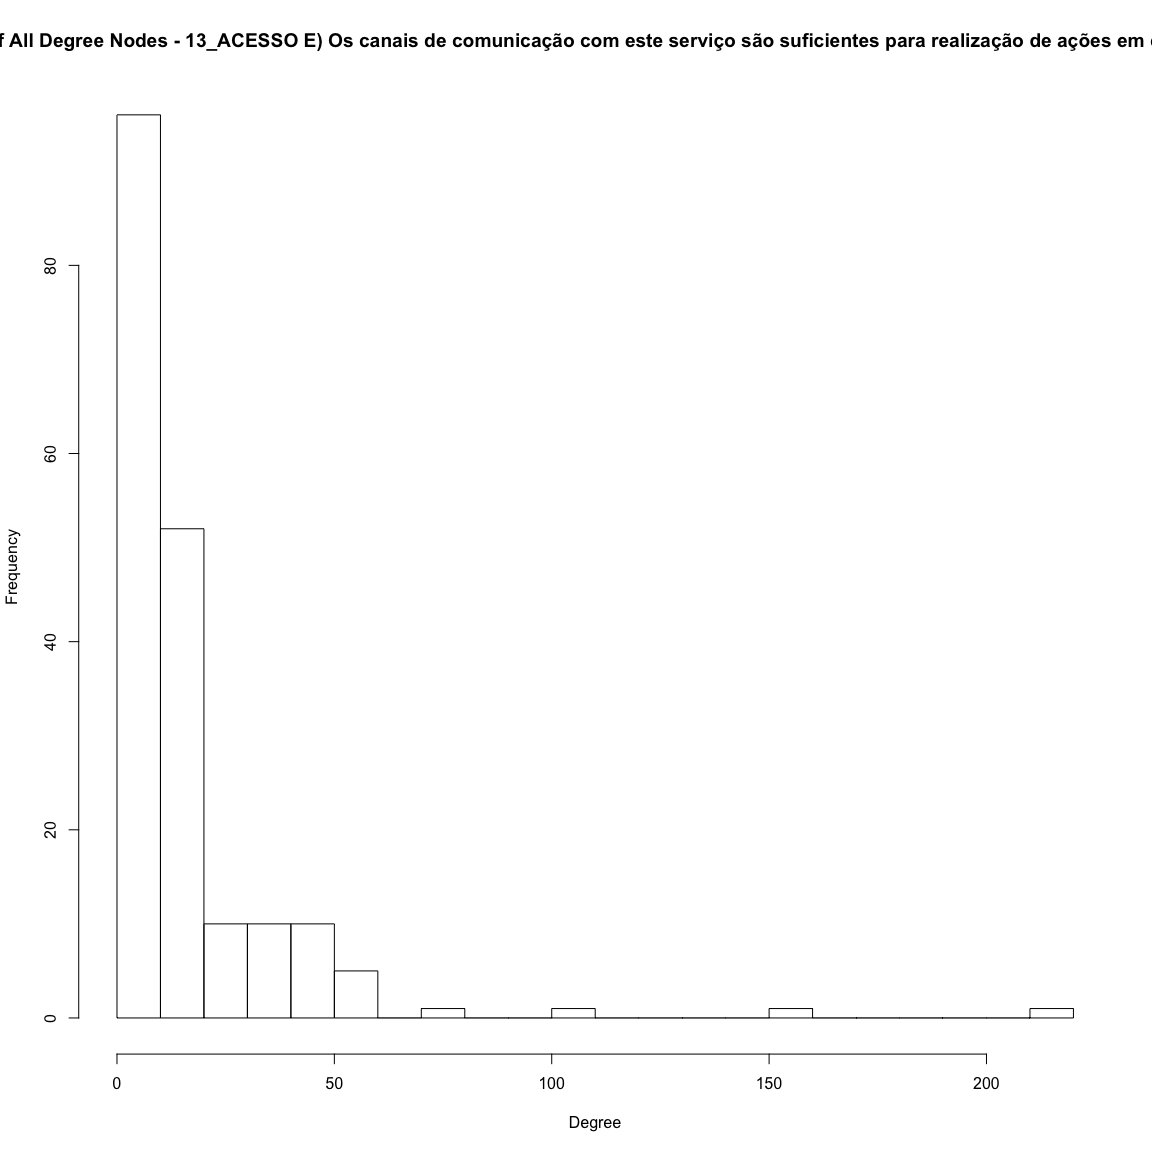 f All Degree Nodes - 13_ACESSO E) Os canais de comunicação com este serviço são suficientes para realização de ações em
80
60
40
20
0
Frequency
0 50 100 150 200
Degree